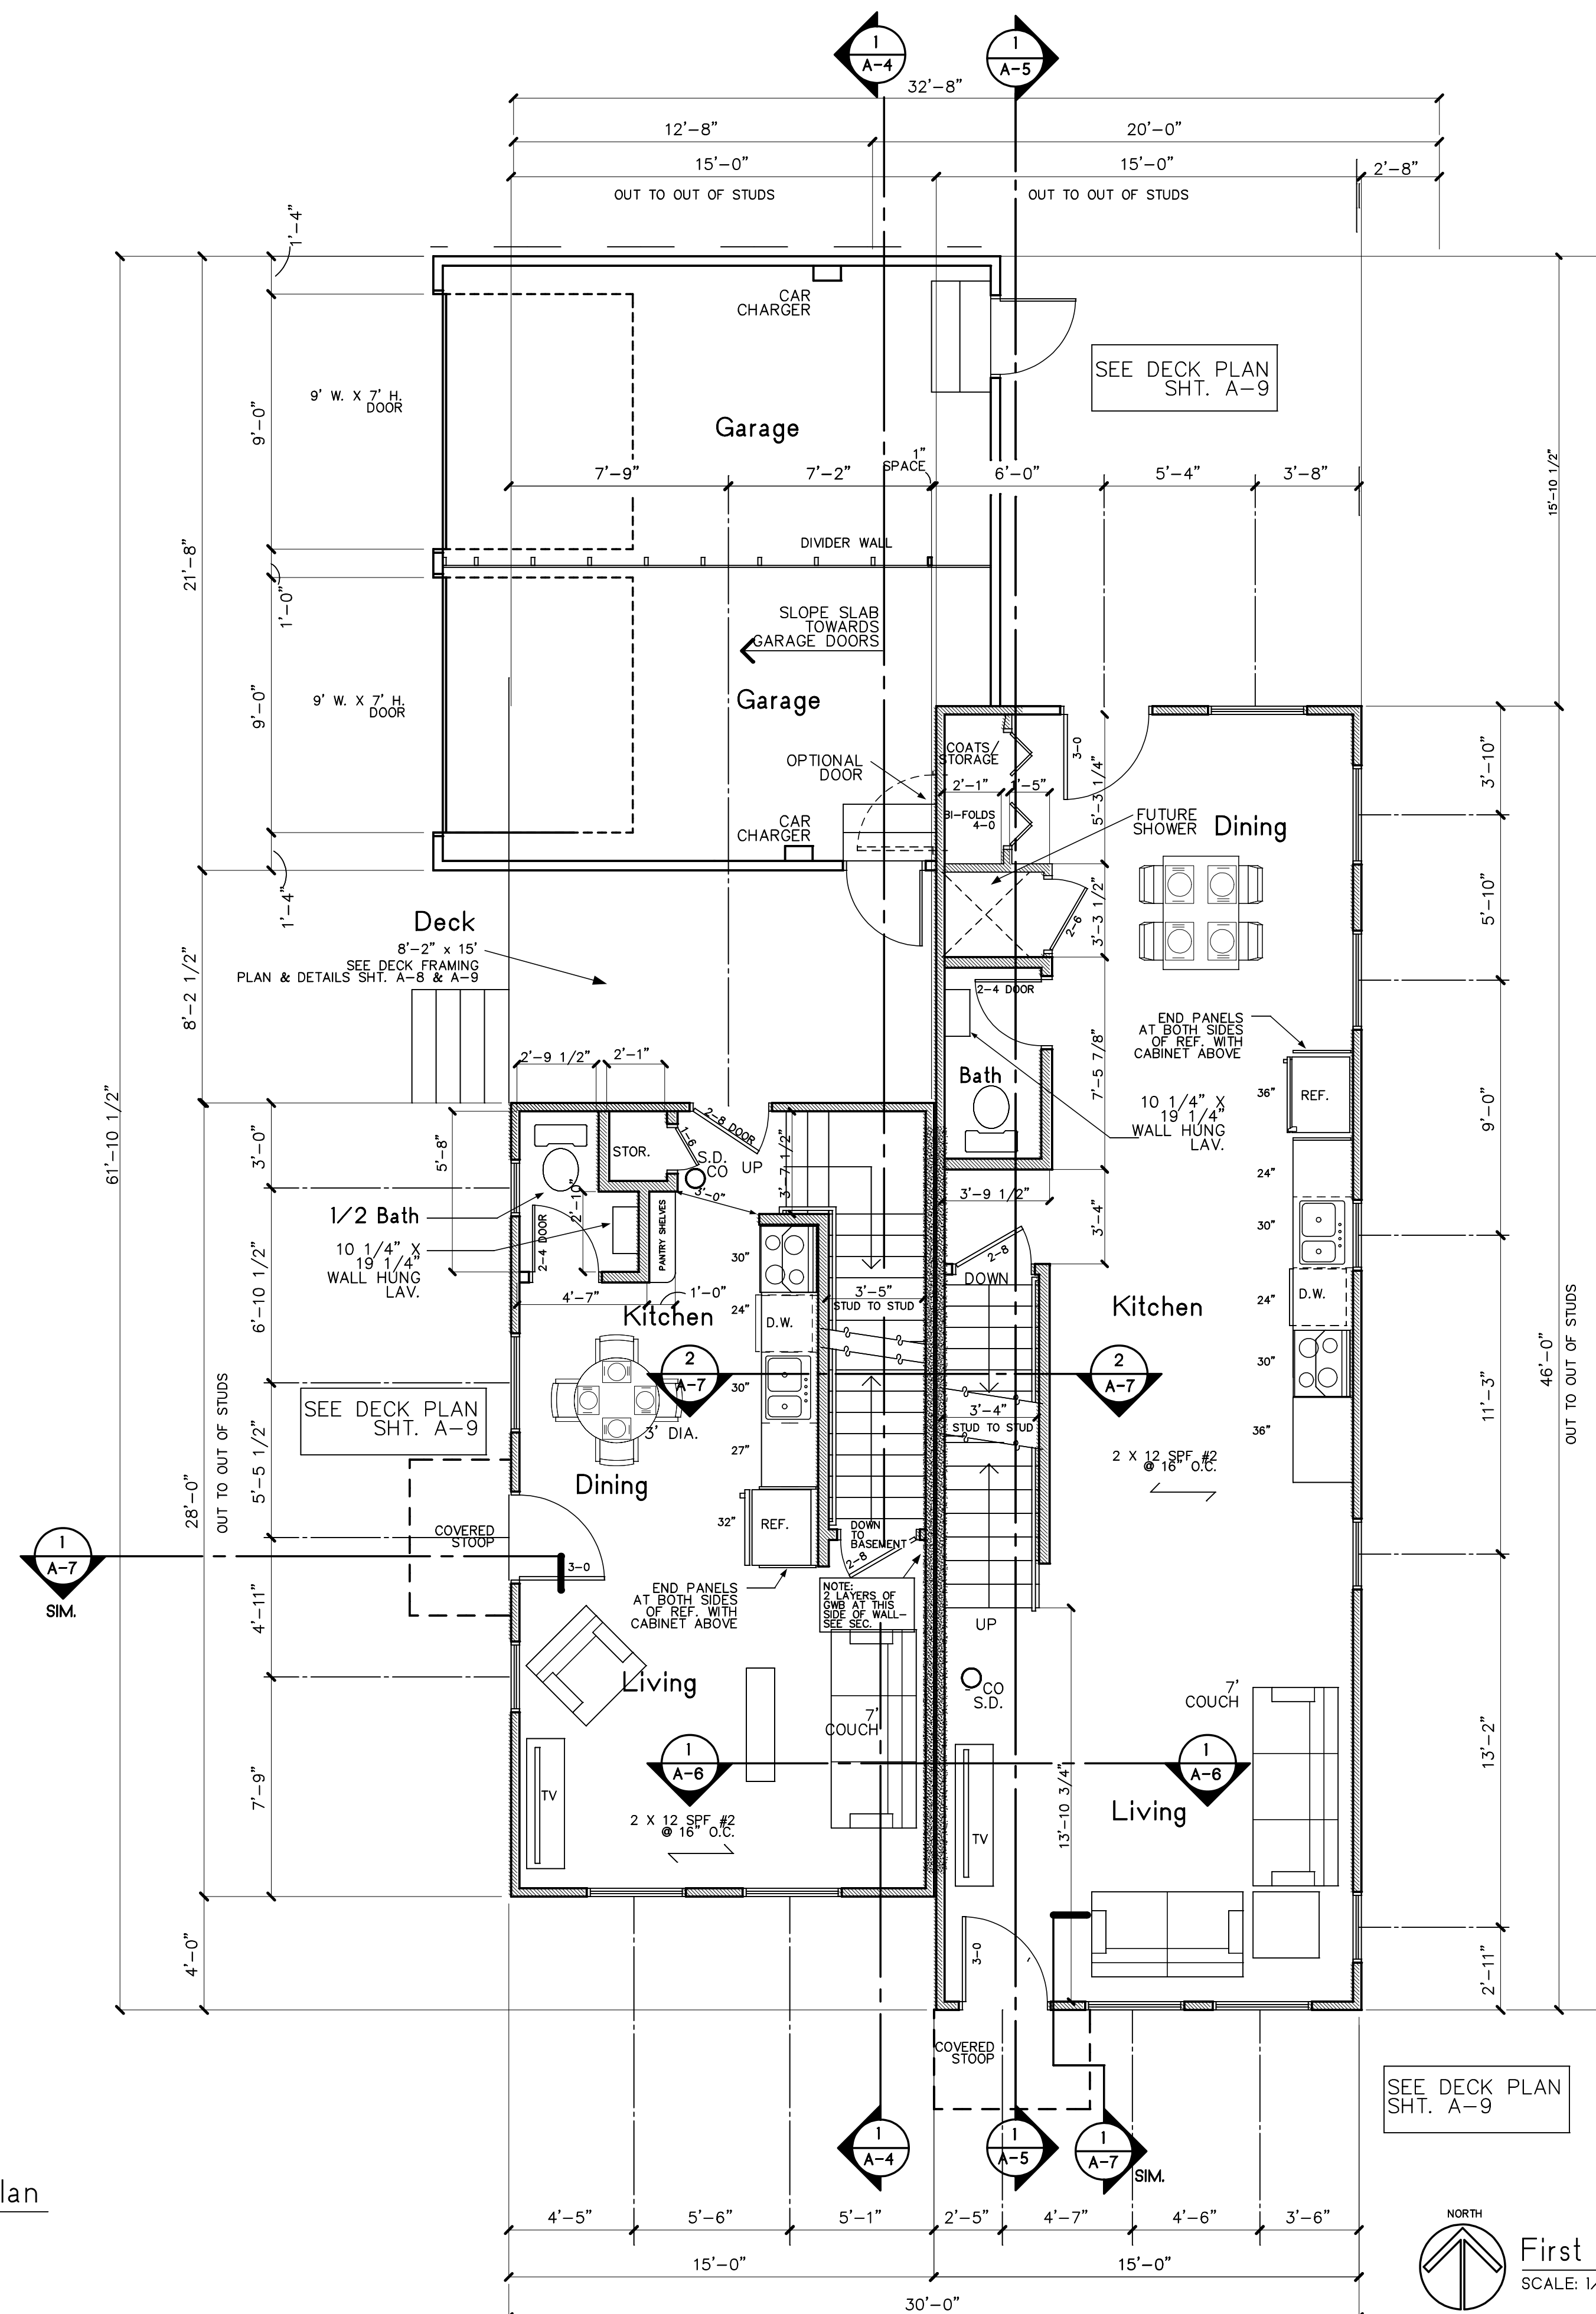 1
A-4
1
A-5
32'-8"
12'-8"
20'-0"
15'-0"
15'-0"
2'-8"
OUT TO OUT OF STUDS
OUT TO OUT OF STUDS
1'-4"
CAR
CHARGER
SEE DECK PLAN
SHT. A-9
9' W. X 7' H.
DOOR
9'-0"
Garage
1"
SPACE
7'-9"
7'-2"
6'-0"
5'-4"
3'-8"
15'-10 1/2"
DIVIDER WALL
21'-8"
1'-0"
SLOPE SLAB
TOWARDS
GARAGE DOORS
9' W. X 7' H.
DOOR
9'-0"
Garage
COATS/
STORAGE
3-0
OPTIONAL
DOOR
2'-1"
1'-5"
5'-3 1/4"
3'-10"
BI-FOLDS
4-0
FUTURE
SHOWER
Dining
CAR
CHARGER
1'-4"
Deck
8'-2" x 15'
SEE DECK FRAMING
PLAN & DETAILS SHT. A-8 & A-9
2-6
3'-3 1/2"
5'-10"
8'-2 1/2"
2-4 DOOR
END PANELS
AT BOTH SIDES
OF REF. WITH
CABINET ABOVE
2'-9 1/2"
2'-1"
Bath
7'-5 7/8"
36"
REF.
10 1/4" X
19 1/4"
WALL HUNG
LAV.
9'-0"
61'-10 1/2"
3'-0"
5'-8"
STOR.
1-6
2-8 DOOR
S.D.
CO
UP
3'-7 1/2"
24"
3'-0"
2'-10"
PANTRY SHELVES
3'-9 1/2"
3'-4"
1/2 Bath
10 1/4" X
19 1/4"
WALL HUNG
LAV.
2-4 DOOR
30"
2-8
30"
DOWN
4'-7"
1'-0"
3'-5"
STUD TO STUD
6'-10 1/2"
Kitchen
24"
D.W.
Kitchen
24"
D.W.
2
A-7
2
A-7
30"
30"
46'-0"
OUT TO OUT OF STUDS
SEE DECK PLAN
SHT. A-9
3' DIA.
3'-4"
STUD TO STUD
11'-3"
36"
27"
2 X 12 SPF #2
@ 16" O.C.
28'-0"
OUT TO OUT OF STUDS
5'-5 1/2"
Dining
32"
REF.
DOWN
TO
BASEMENT
2-8
COVERED
STOOP
1
A-7
SIM.
3-0
END PANELS
AT BOTH SIDES
OF REF. WITH
CABINET ABOVE
NOTE:
2 LAYERS OF
GWB AT THIS
SIDE OF WALL-
SEE SEC.
4'-11"
UP
Living
CO
S.D.
7'
COUCH
7'
COUCH
13'-2"
1
A-6
1
A-6
7'-9"
TV
13'-10 3/4"
2 X 12 SPF #2
@ 16" O.C.
Living
TV
4'-0"
3-0
2'-11"
COVERED
STOOP
SEE DECK PLAN
SHT. A-9
1
A-4
1
A-5
1
A-7
SIM.
lan
4'-5"
5'-6"
5'-1"
2'-5"
4'-7"
4'-6"
3'-6"
NORTH
First
SCALE: 1/
15'-0"
15'-0"
30'-0"